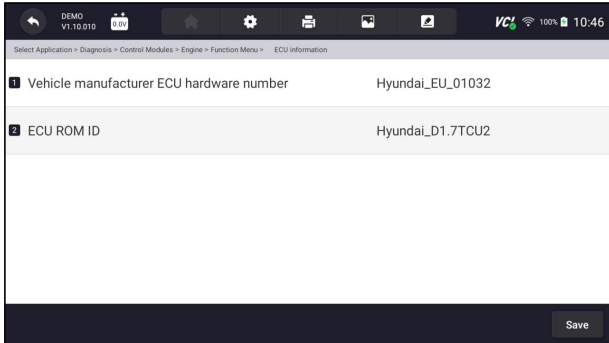 DEMO
V1.10.010
0.0V
VCI 100% 10:46
Select Application > Diagnosis > Control Modules > Engine > Function Menu > ECU information
1 Vehicle manufacturer ECU hardware number Hyundai_EU_01032
2 ECU ROM ID Hyundai_D1.7TCU2
Save